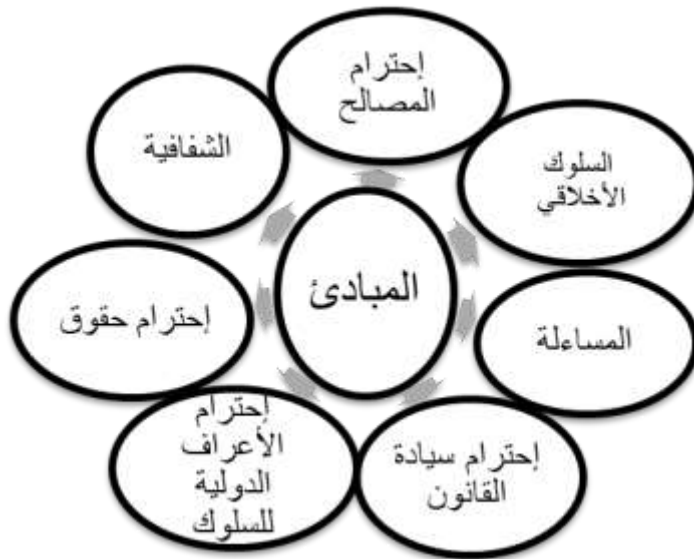 إحترام
المصالح
السلوك
الأخلاقي
المساءلة
إحترام سيادة
القانون
إحترام
الأعراف
الدولية
للسلوك
إحترام حقوق
الشفافية
المبادئ